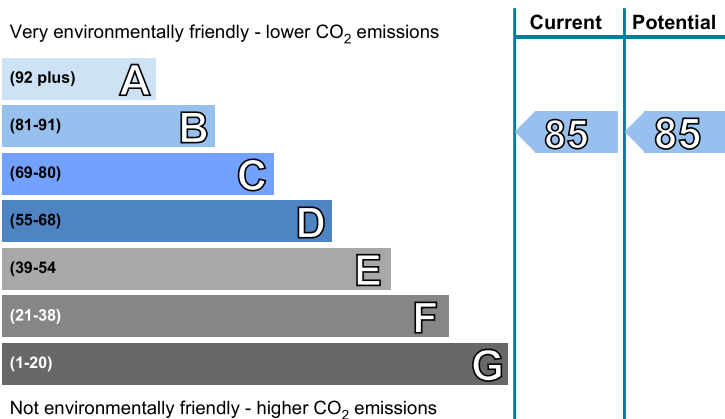 Very environmentally friendly - lower CO2 emissions
Current
Potential
(92 plus) A
(81-91) B
85
85
(69-80) C
(55-68) D
(39-54 E
(21-38) F
(1-20) G
Not environmentally friendly - higher CO2 emissions